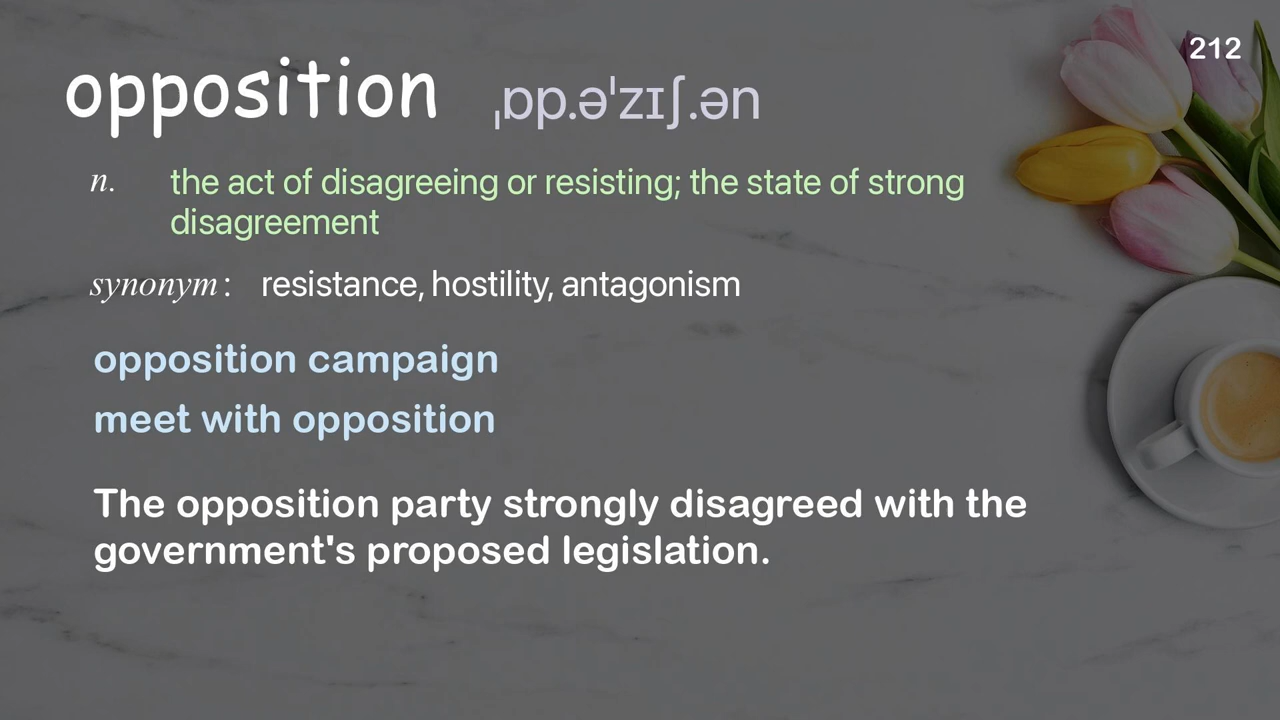 212
opposition ˌɒp.əˈzɪʃ.ən
n. the act of disagreeing or resisting; the state of strong
disagreement
synonym: resistance, hostility, antagonism
opposition campaign
meet with opposition
The opposition party strongly disagreed with the
government's proposed legislation.